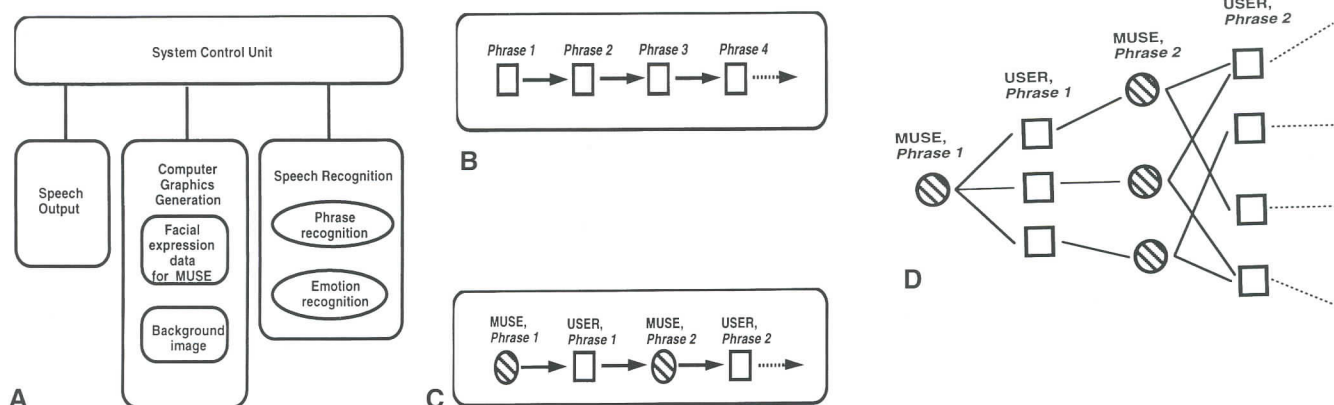 System Control Unit
Speech
Output
Computer
Graphics
Generation
Facial
expression
data
for MUSE
Background
image
Speech Recognition
Phrase
recognition
Emotion
recognition
A
Phrase 1 Phrase 2 Phrase 3 Phrase 4
B
MUSE, USER, MUSE, USER,
Phrase 1 Phrase 1 Phrase 2 Phrase 2
C
MUSE,
Phrase 1
USER,
Phrase 1
MUSE,
Phrase 2
USER,
Phrase 2
D